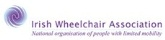 Irish Wheelchair Association
National organisation of people with limited mobility